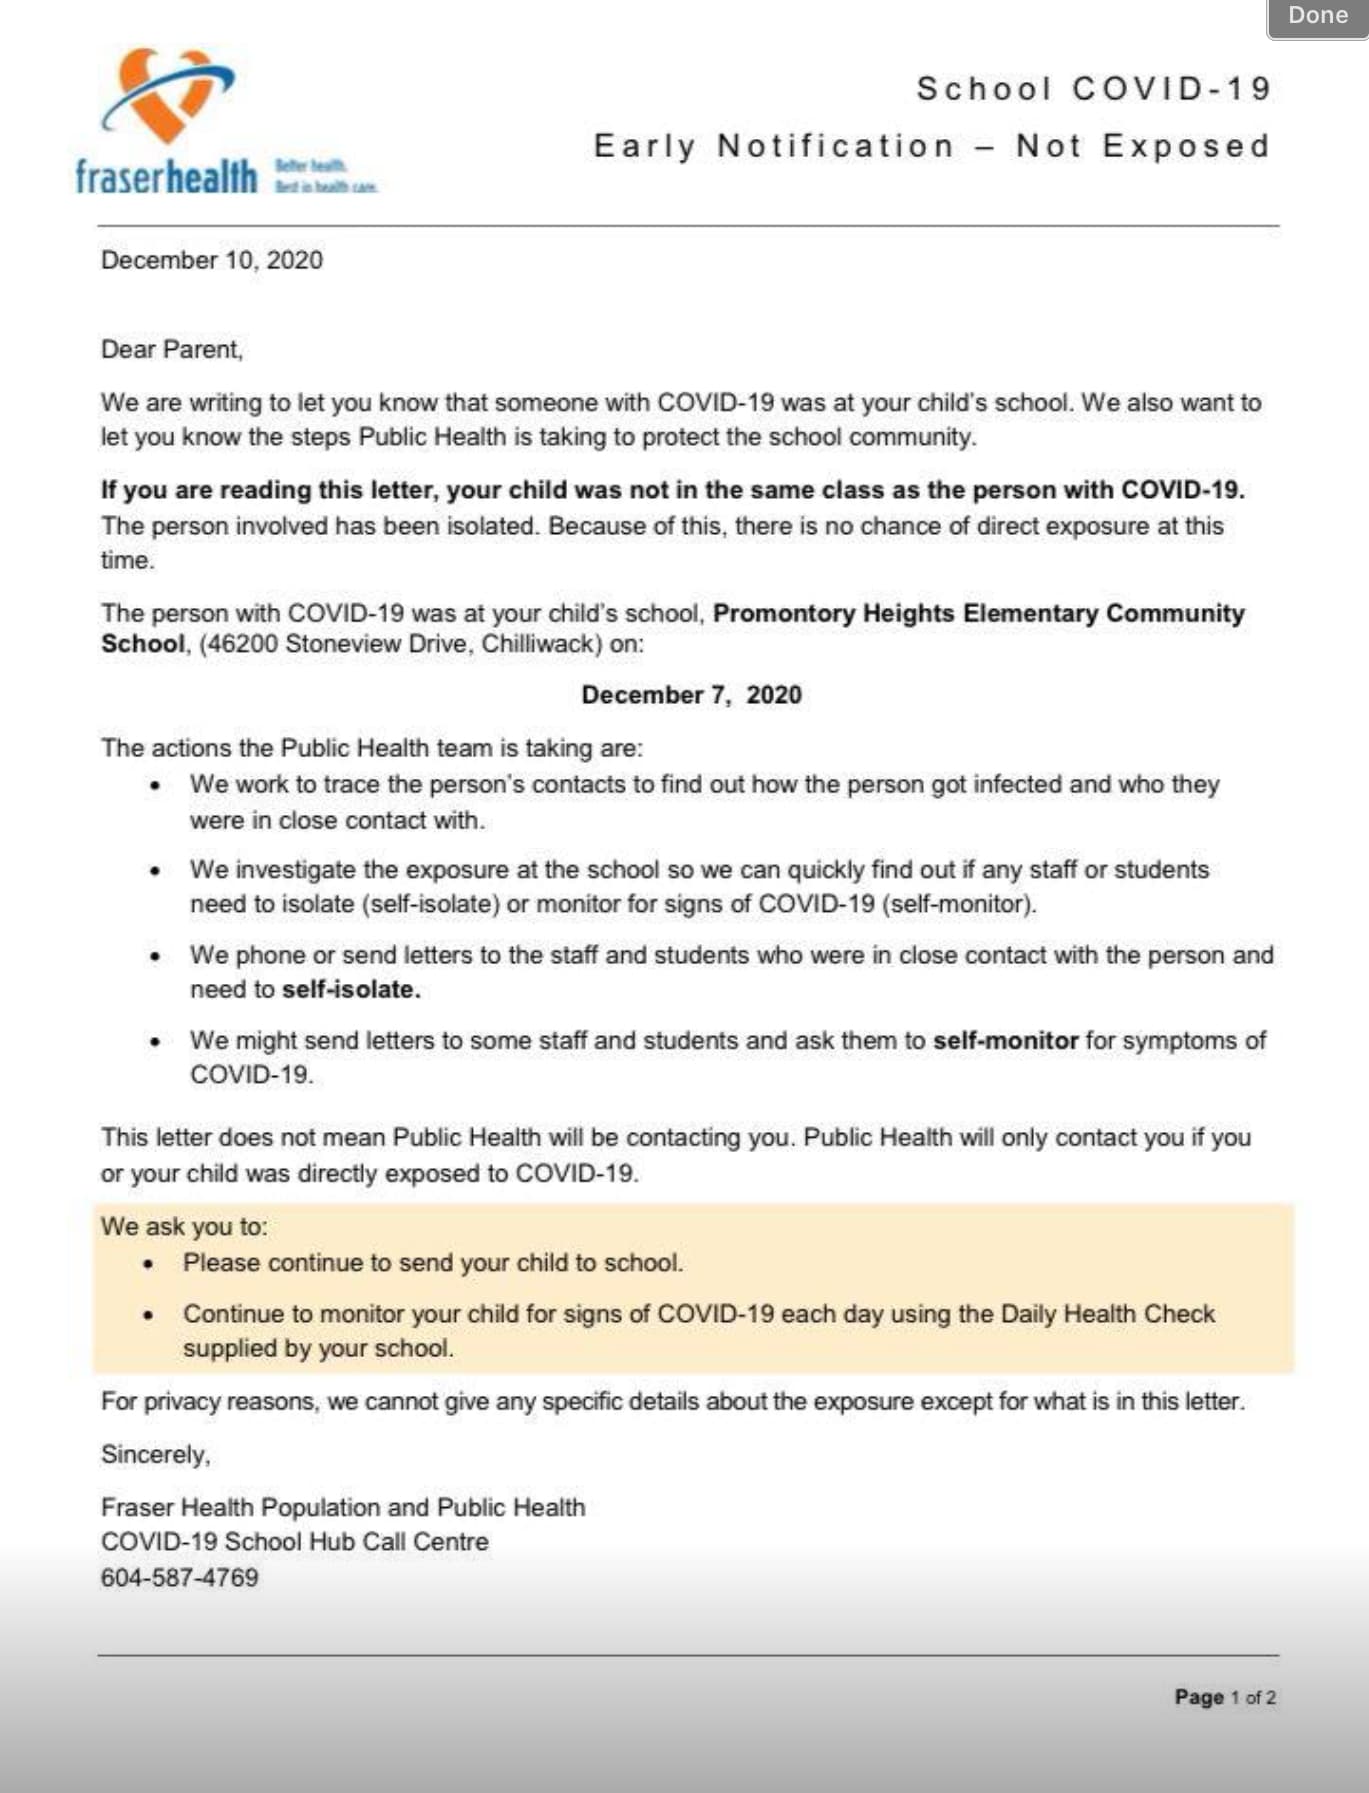 Done
School COVID-19
Early Notification – Not Exposed
fraserhealth Better health.
Best in health care.
December 10, 2020
Dear Parent,
We are writing to let you know that someone with COVID-19 was at your child's school. We also want to
let you know the steps Public Health is taking to protect the school community.
If you are reading this letter, your child was not in the same class as the person with COVID-19.
The person involved has been isolated. Because of this, there is no chance of direct exposure at this
time.
The person with COVID-19 was at your child's school, Promontory Heights Elementary Community
School, (46200 Stoneview Drive, Chilliwack) on:
December 7, 2020
The actions the Public Health team is taking are:
• We work to trace the person's contacts to find out how the person got infected and who they
were in close contact with.
• We investigate the exposure at the school so we can quickly find out if any staff or students
need to isolate (self-isolate) or monitor for signs of COVID-19 (self-monitor).
• We phone or send letters to the staff and students who were in close contact with the person and
need to self-isolate.
• We might send letters to some staff and students and ask them to self-monitor for symptoms of
COVID-19.
This letter does not mean Public Health will be contacting you. Public Health will only contact you if you
or your child was directly exposed to COVID-19.
We ask you to:
• Please continue to send your child to school.
• Continue to monitor your child for signs of COVID-19 each day using the Daily Health Check
supplied by your school.
For privacy reasons, we cannot give any specific details about the exposure except for what is in this letter.
Sincerely,
Fraser Health Population and Public Health
COVID-19 School Hub Call Centre
604-587-4769
Page 1 of 2